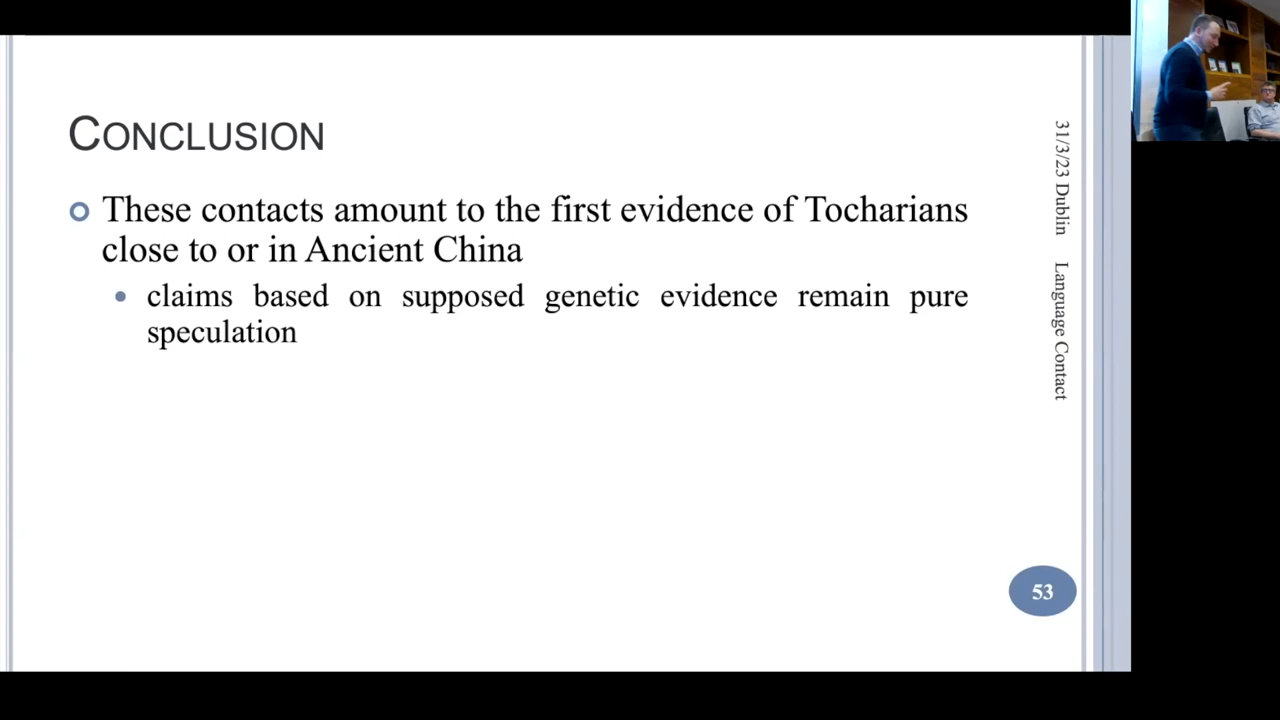 CONCLUSION
These contacts amount to the first evidence of Tocharians
close to or in Ancient China
claims based on supposed genetic evidence remain pure
speculation
31/3/23 Dublin Language Contact
53